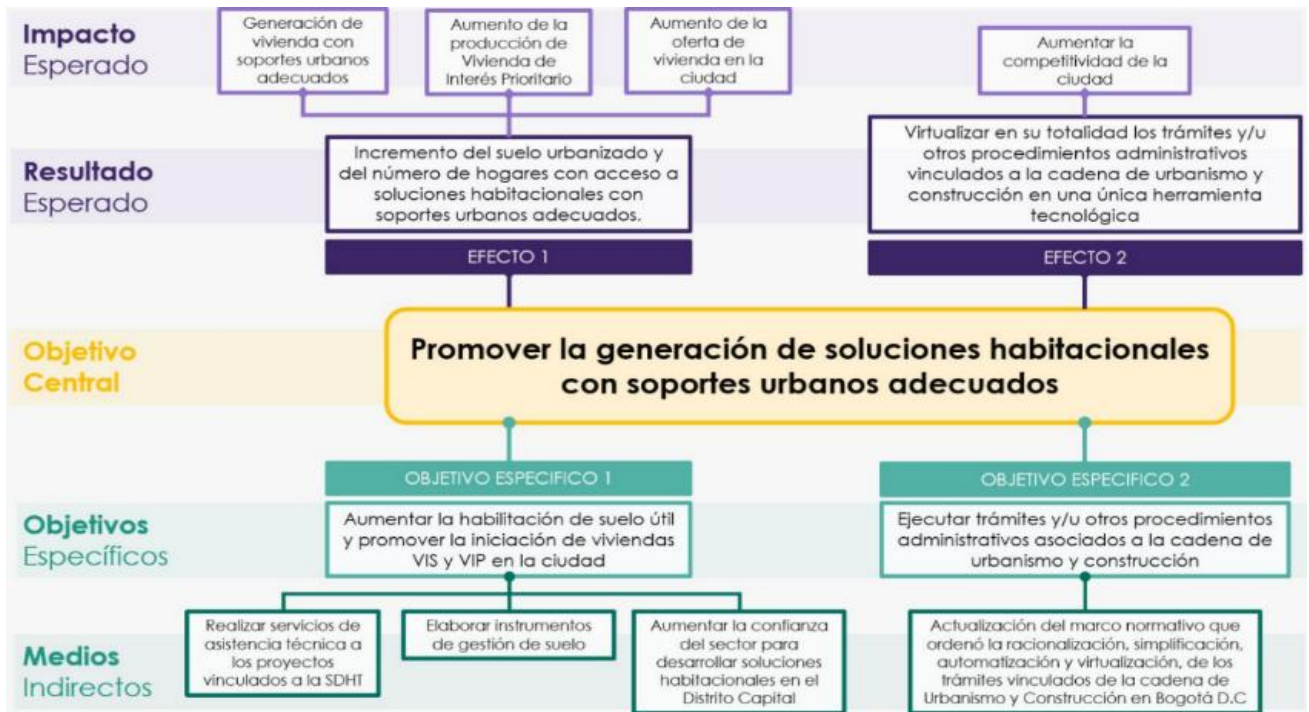 Impacto
Esperado
Generación de
vivienda con
soportes urbanos
adecuados
Aumento de la
producción de
Vivienda de
Interés Prioritario
Aumento de la
oferta de
vivienda en la
ciudad
Aumentar la
competitividad de la
ciudad
Resultado
Esperado
Incremento del suelo urbanizado y
del número de hogares con acceso a
soluciones habitacionales con
soportes urbanos adecuados.
Virtualizar en su totalidad los trámites y/u
otros procedimientos administrativos
vinculados a la cadena de urbanismo y
construcción en una única herramienta
tecnológica
EFECTO 1
EFECTO 2
Objetivo
Central
Promover la generación de soluciones habitacionales
con soportes urbanos adecuados
OBJETIVO ESPECIFICO 1
OBJETIVO ESPECIFICO 2
Objetivos
Específicos
Aumentar la habilitación de suelo útil
y promover la iniciación de viviendas
VIS y VIP en la ciudad
Ejecutar trámites y/u otros procedimientos
administrativos asociados a la cadena de
urbanismo y construcción
Medios
Indirectos
Realizar servicios de
asistencia técnica a
los proyectos
vinculados a la SDHT
Elaborar instrumentos
de gestión de suelo
Aumentar la confianza
del sector para
desarrollar soluciones
habitacionales en el
Distrito Capital
Actualización del marco normativo que
ordenó la racionalización, simplificación,
automatización y virtualización, de los
trámites vinculados de la cadena de
Urbanismo y Construcción en Bogotá D.C